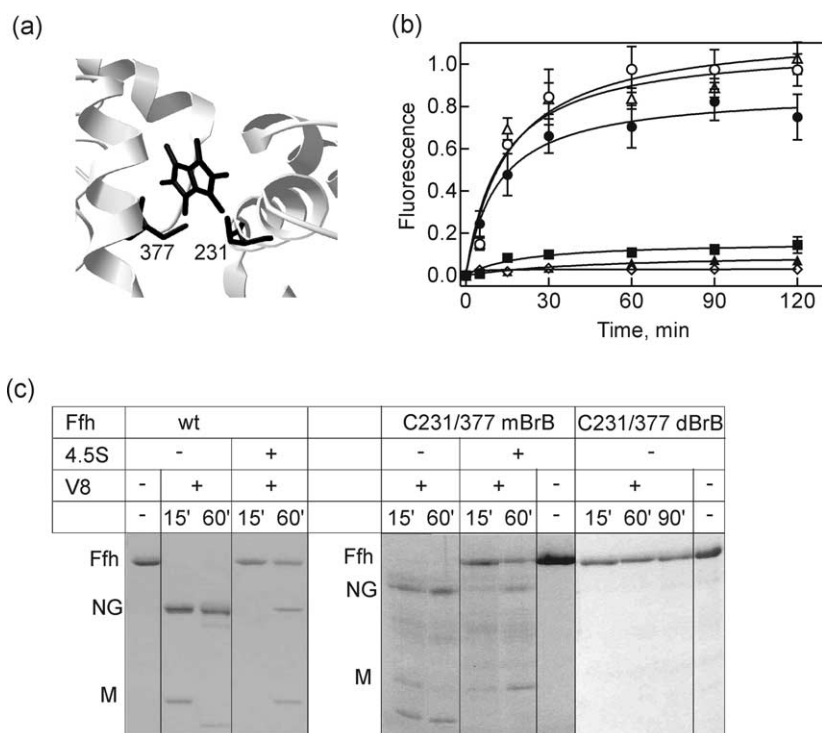 (a)
377 231
(b)
Fluorescence
1.0
0.8
0.6
0.4
0.2
0.0
0 30 60 90 120
Time, min
(c)
Ffh wt C231/377 mBrB C231/377 dBrB
4.5S - + - + -
V8 - + + + + - + -
- 15' 60' 15' 60' 15' 60' 15' 60' - 15' 60' 90' -
Ffh Ffh
NG NG
M M